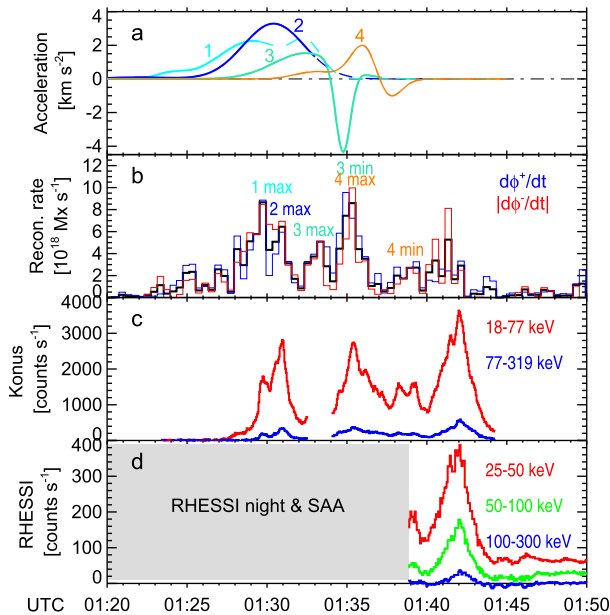 4
2
0
-2
-4
Acceleration
[km s⁻²]
a
1
2
3
4
12
10
8
6
4
2
0
Recon. rate
[10¹⁸ Mx s⁻¹]
b
1 max
2 max
3 max
3 min
4 max
4 min
dϕ⁺/dt
|dϕ⁻/dt|
4000
3000
2000
1000
0
Konus
[counts s⁻¹]
c
18-77 keV
77-319 keV
400
300
200
100
0
RHESSI
[counts s⁻¹]
d
RHESSI night & SAA
25-50 keV
50-100 keV
100-300 keV
UTC 01:20 01:25 01:30 01:35 01:40 01:45 01:50